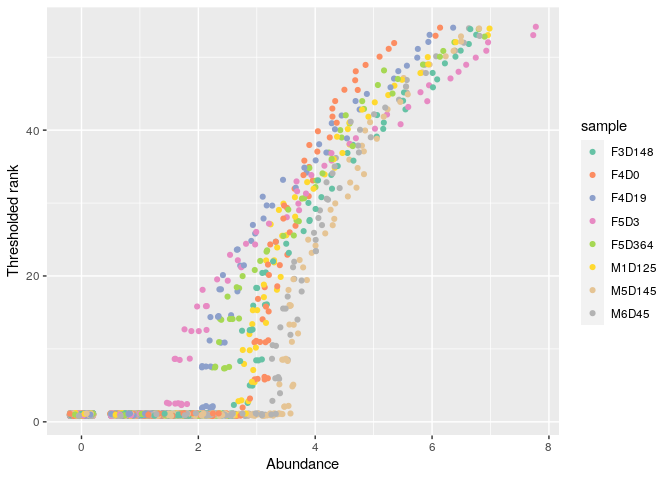 Thresholded rank
40
20
0
0
2
4
6
8
Abundance
sample
F3D148
F4D0
F4D19
F5D3
F5D364
M1D125
M5D145
M6D45